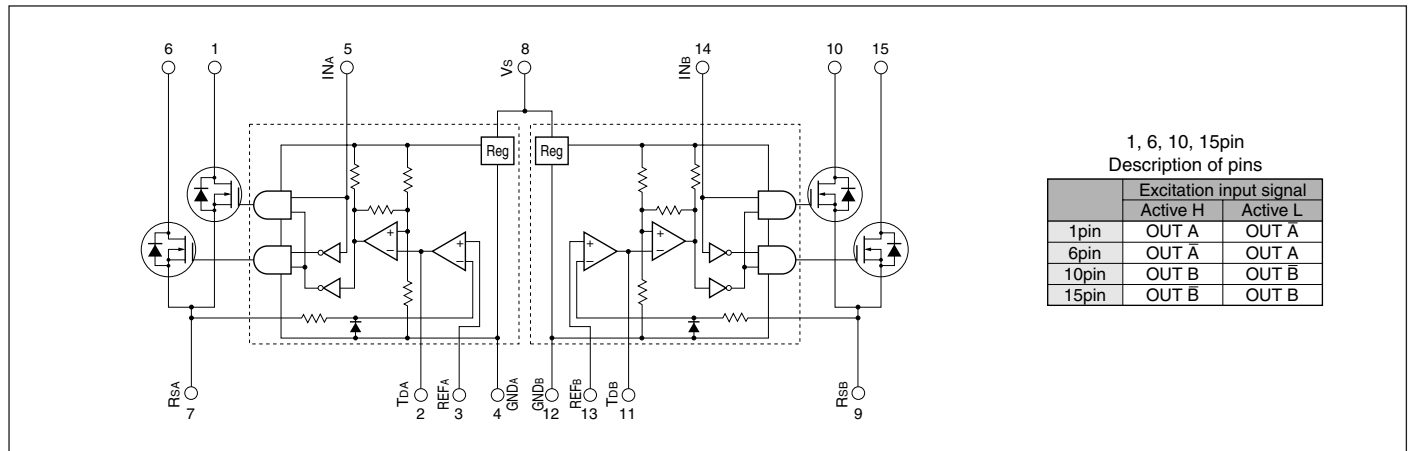 6 1 5 14 8 10 15
INA VS INB
Reg Reg
+ − + − + − + −
RSA 7
TDA 2
REFA 3
4 GNDA
GNDB 12
REFB 13
TDB 11
RSB 9
1, 6, 10, 15pin
Description of pins
Excitation input signal
Active H Active L
1pin OUT A OUT A̅
6pin OUT A̅ OUT A
10pin OUT B OUT B̅
15pin OUT B̅ OUT B